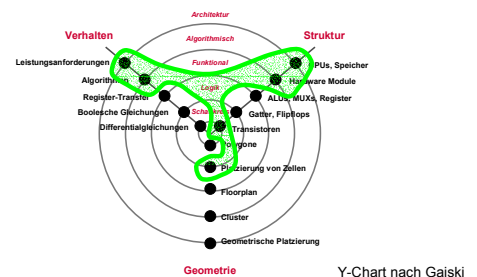 Architektur
Verhalten
Struktur
Algorithmisch
Leistungsanforderungen
Funktional
CPUs, Speicher
Algorithmen
Hardware Module
Logik
Register-Transfer
ALUs, MUXs, Register
Schaltkreis
Boolesche Gleichungen
Gatter, Flipflops
Differentialgleichungen
Transistoren
Polygone
Platzierung von Zellen
Floorplan
Cluster
Geometrische Platzierung
Geometrie
Y-Chart nach Gajski